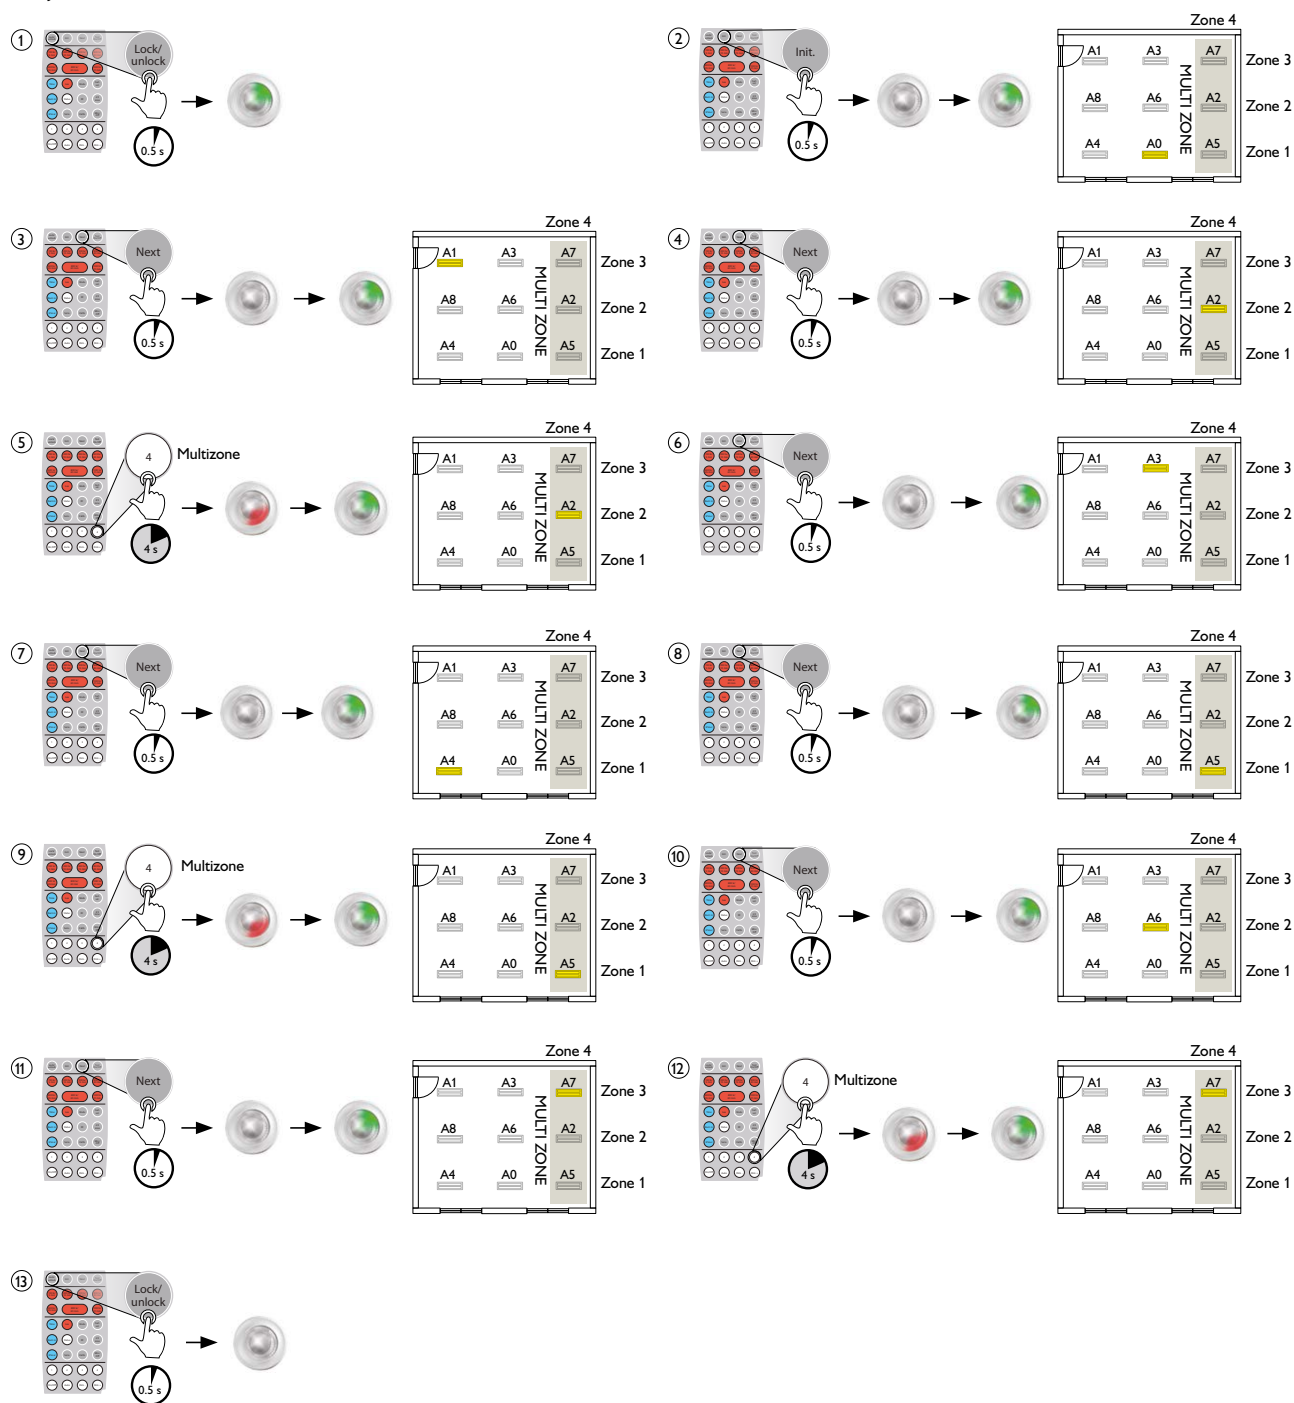 1
Lock/
unlock
0.5 s
2
Init.
0.5 s
Zone 4
A1 A3 A7 Zone 3
A8 A6 A2 Zone 2
A4 A0 A5 Zone 1
MULTI ZONE
3
Next
0.5 s
Zone 4
A1 A3 A7 Zone 3
A8 A6 A2 Zone 2
A4 A0 A5 Zone 1
MULTI ZONE
4
Next
0.5 s
Zone 4
A1 A3 A7 Zone 3
A8 A6 A2 Zone 2
A4 A0 A5 Zone 1
MULTI ZONE
5
4 Multizone
4 s
Zone 4
A1 A3 A7 Zone 3
A8 A6 A2 Zone 2
A4 A0 A5 Zone 1
MULTI ZONE
6
Next
0.5 s
Zone 4
A1 A3 A7 Zone 3
A8 A6 A2 Zone 2
A4 A0 A5 Zone 1
MULTI ZONE
7
Next
0.5 s
Zone 4
A1 A3 A7 Zone 3
A8 A6 A2 Zone 2
A4 A0 A5 Zone 1
MULTI ZONE
8
Next
0.5 s
Zone 4
A1 A3 A7 Zone 3
A8 A6 A2 Zone 2
A4 A0 A5 Zone 1
MULTI ZONE
9
4 Multizone
4 s
Zone 4
A1 A3 A7 Zone 3
A8 A6 A2 Zone 2
A4 A0 A5 Zone 1
MULTI ZONE
10
Next
0.5 s
Zone 4
A1 A3 A7 Zone 3
A8 A6 A2 Zone 2
A4 A0 A5 Zone 1
MULTI ZONE
11
Next
0.5 s
Zone 4
A1 A3 A7 Zone 3
A8 A6 A2 Zone 2
A4 A0 A5 Zone 1
MULTI ZONE
12
4 Multizone
4 s
Zone 4
A1 A3 A7 Zone 3
A8 A6 A2 Zone 2
A4 A0 A5 Zone 1
MULTI ZONE
13
Lock/
unlock
0.5 s